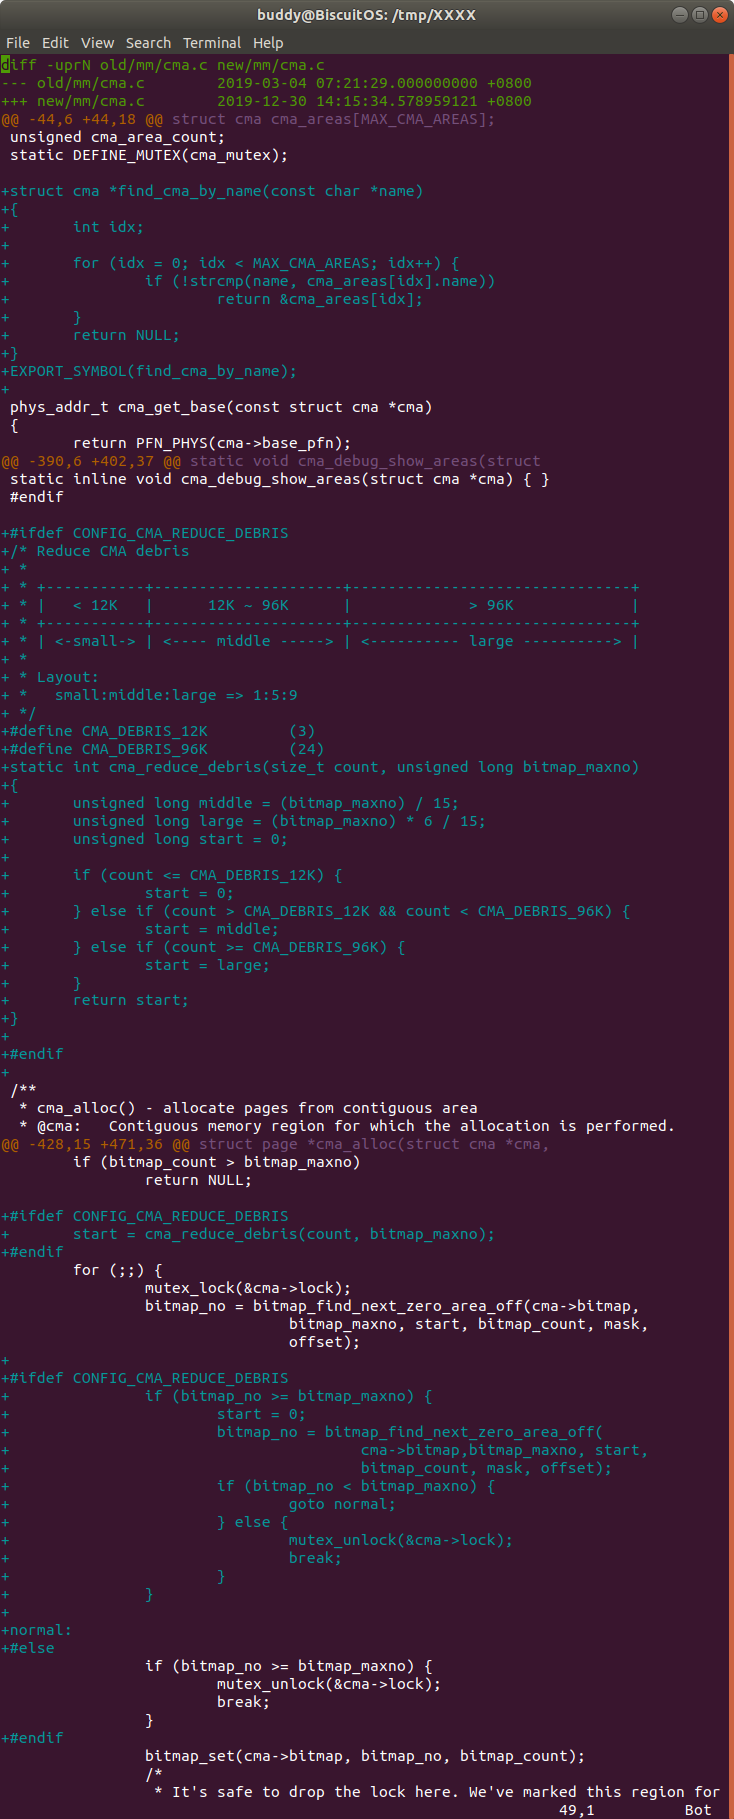 buddy@BiscuitOS: /tmp/XXXX
File Edit View Search Terminal Help
diff -uprN old/mm/cma.c new/mm/cma.c
--- old/mm/cma.c        2019-03-04 07:21:29.000000000 +0800
+++ new/mm/cma.c        2019-12-30 14:15:34.578959121 +0800
@@ -44,6 +44,18 @@ struct cma cma_areas[MAX_CMA_AREAS];
 unsigned cma_area_count;
 static DEFINE_MUTEX(cma_mutex);

+struct cma *find_cma_by_name(const char *name)
+{
+       int idx;
+
+       for (idx = 0; idx < MAX_CMA_AREAS; idx++) {
+               if (!strcmp(name, cma_areas[idx].name))
+                       return &cma_areas[idx];
+       }
+       return NULL;
+}
+EXPORT_SYMBOL(find_cma_by_name);
+
 phys_addr_t cma_get_base(const struct cma *cma)
 {
        return PFN_PHYS(cma->base_pfn);
@@ -390,6 +402,37 @@ static void cma_debug_show_areas(struct
 static inline void cma_debug_show_areas(struct cma *cma) { }
 #endif

+#ifdef CONFIG_CMA_REDUCE_DEBRIS
+/* Reduce CMA debris
+ *
+ * +-----------+---------------------+-------------------------------+
+ * |   < 12K   |      12K ~ 96K      |             > 96K             |
+ * +-----------+---------------------+-------------------------------+
+ * | <-small-> | <---- middle -----> | <---------- large ----------> |
+ *
+ * Layout:
+ *   small:middle:large => 1:5:9
+ */
+#define CMA_DEBRIS_12K         (3)
+#define CMA_DEBRIS_96K         (24)
+static int cma_reduce_debris(size_t count, unsigned long bitmap_maxno)
+{
+       unsigned long middle = (bitmap_maxno) / 15;
+       unsigned long large = (bitmap_maxno) * 6 / 15;
+       unsigned long start = 0;
+
+       if (count <= CMA_DEBRIS_12K) {
+               start = 0;
+       } else if (count > CMA_DEBRIS_12K && count < CMA_DEBRIS_96K) {
+               start = middle;
+       } else if (count >= CMA_DEBRIS_96K) {
+               start = large;
+       }
+       return start;
+}
+
+#endif
+
 /**
  * cma_alloc() - allocate pages from contiguous area
  * @cma:   Contiguous memory region for which the allocation is performed.
@@ -428,15 +471,36 @@ struct page *cma_alloc(struct cma *cma,
        if (bitmap_count > bitmap_maxno)
                return NULL;

+#ifdef CONFIG_CMA_REDUCE_DEBRIS
+       start = cma_reduce_debris(count, bitmap_maxno);
+#endif
        for (;;) {
                mutex_lock(&cma->lock);
                bitmap_no = bitmap_find_next_zero_area_off(cma->bitmap,
                                bitmap_maxno, start, bitmap_count, mask,
                                offset);
+
+#ifdef CONFIG_CMA_REDUCE_DEBRIS
+               if (bitmap_no >= bitmap_maxno) {
+                       start = 0;
+                       bitmap_no = bitmap_find_next_zero_area_off(
+                                       cma->bitmap,bitmap_maxno, start,
+                                       bitmap_count, mask, offset);
+                       if (bitmap_no < bitmap_maxno) {
+                               goto normal;
+                       } else {
+                               mutex_unlock(&cma->lock);
+                               break;
+                       }
+               }
+
+normal:
+#else
                if (bitmap_no >= bitmap_maxno) {
                        mutex_unlock(&cma->lock);
                        break;
                }
+#endif
                bitmap_set(cma->bitmap, bitmap_no, bitmap_count);
                /*
                 * It's safe to drop the lock here. We've marked this region for
49,1          Bot